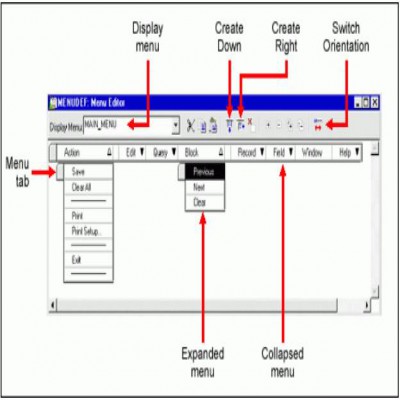 Display menu
Create Down
Create Right
Switch Orientation
MENUDEF: Menu Editor
Display Menu: MAIN_MENU
Menu tab
Action Edit Query Block Record Field Window Help
Save
Clear All
Print
Print Setup...
Exit
Previous
Next
Clear
Expanded menu
Collapsed menu